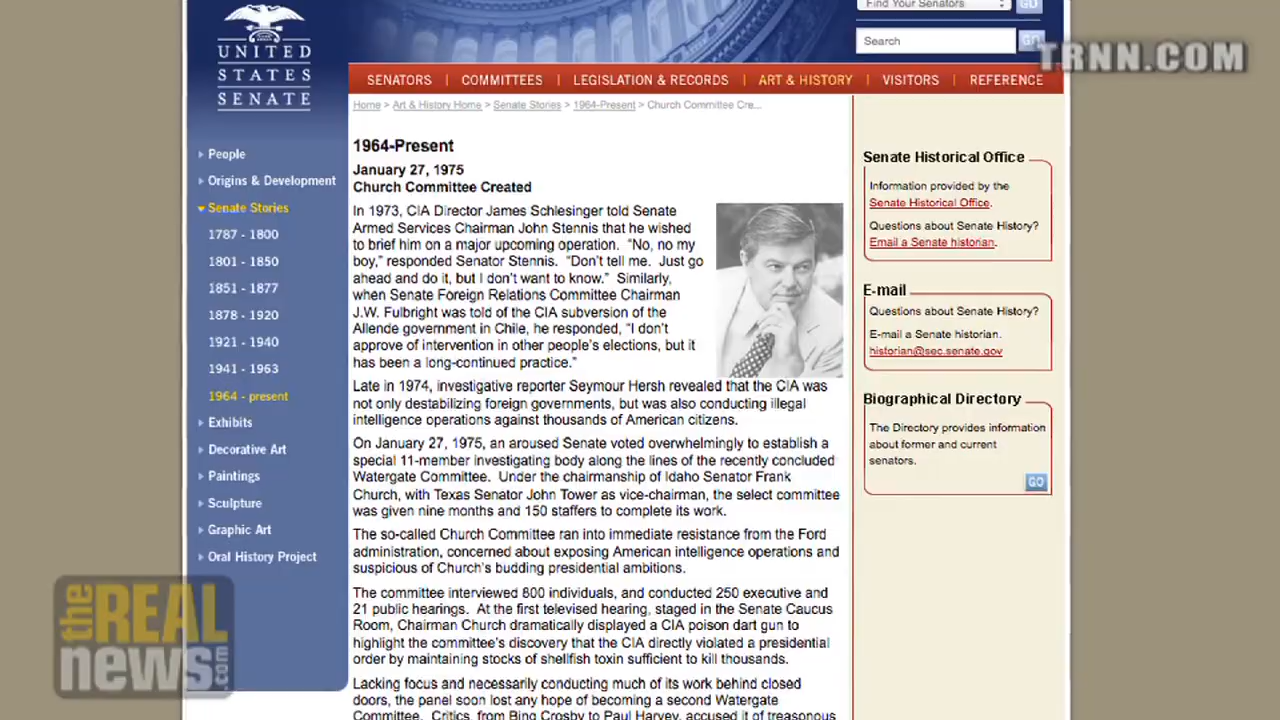 Find Your Senators
GO
Search
GO
TRNN.COM
UNITED
STATES
SENATE
SENATORS | COMMITTEES | LEGISLATION & RECORDS | ART & HISTORY | VISITORS | REFERENCE
Home > Art & History Home > Senate Stories > 1964-Present > Church Committee Cre...
People
Origins & Development
Senate Stories
1787 - 1800
1801 - 1850
1851 - 1877
1878 - 1920
1921 - 1940
1941 - 1963
1964 - present
Exhibits
Decorative Art
Paintings
Sculpture
Graphic Art
Oral History Project
1964-Present
January 27, 1975
Church Committee Created
In 1973, CIA Director James Schlesinger told Senate
Armed Services Chairman John Stennis that he wished
to brief him on a major upcoming operation. “No, no my
boy,” responded Senator Stennis. “Don’t tell me. Just go
ahead and do it, but I don’t want to know.” Similarly,
when Senate Foreign Relations Committee Chairman
J.W. Fulbright was told of the CIA subversion of the
Allende government in Chile, he responded, “I don’t
approve of intervention in other people’s elections, but it
has been a long-continued practice.”
Late in 1974, investigative reporter Seymour Hersh revealed that the CIA was
not only destabilizing foreign governments, but was also conducting illegal
intelligence operations against thousands of American citizens.
On January 27, 1975, an aroused Senate voted overwhelmingly to establish a
special 11-member investigating body along the lines of the recently concluded
Watergate Committee. Under the chairmanship of Idaho Senator Frank
Church, with Texas Senator John Tower as vice-chairman, the select committee
was given nine months and 150 staffers to complete its work.
The so-called Church Committee ran into immediate resistance from the Ford
administration, concerned about exposing American intelligence operations and
suspicious of Church’s budding presidential ambitions.
The committee interviewed 800 individuals, and conducted 250 executive and
21 public hearings. At the first televised hearing, staged in the Senate Caucus
Room, Chairman Church dramatically displayed a CIA poison dart gun to
highlight the committee’s discovery that the CIA directly violated a presidential
order by maintaining stocks of shellfish toxin sufficient to kill thousands.
Lacking focus and necessarily conducting much of its work behind closed
doors, the panel soon lost any hope of becoming a second Watergate
Committee. Critics, from Bing Crosby to Paul Harvey, accused it of treasonous
Senate Historical Office
Information provided by the
Senate Historical Office.
Questions about Senate History?
Email a Senate historian.
E-mail
Questions about Senate History?
E-mail a Senate historian.
historian@sec.senate.gov
Biographical Directory
The Directory provides information
about former and current
senators.
GO
the REAL
news.com